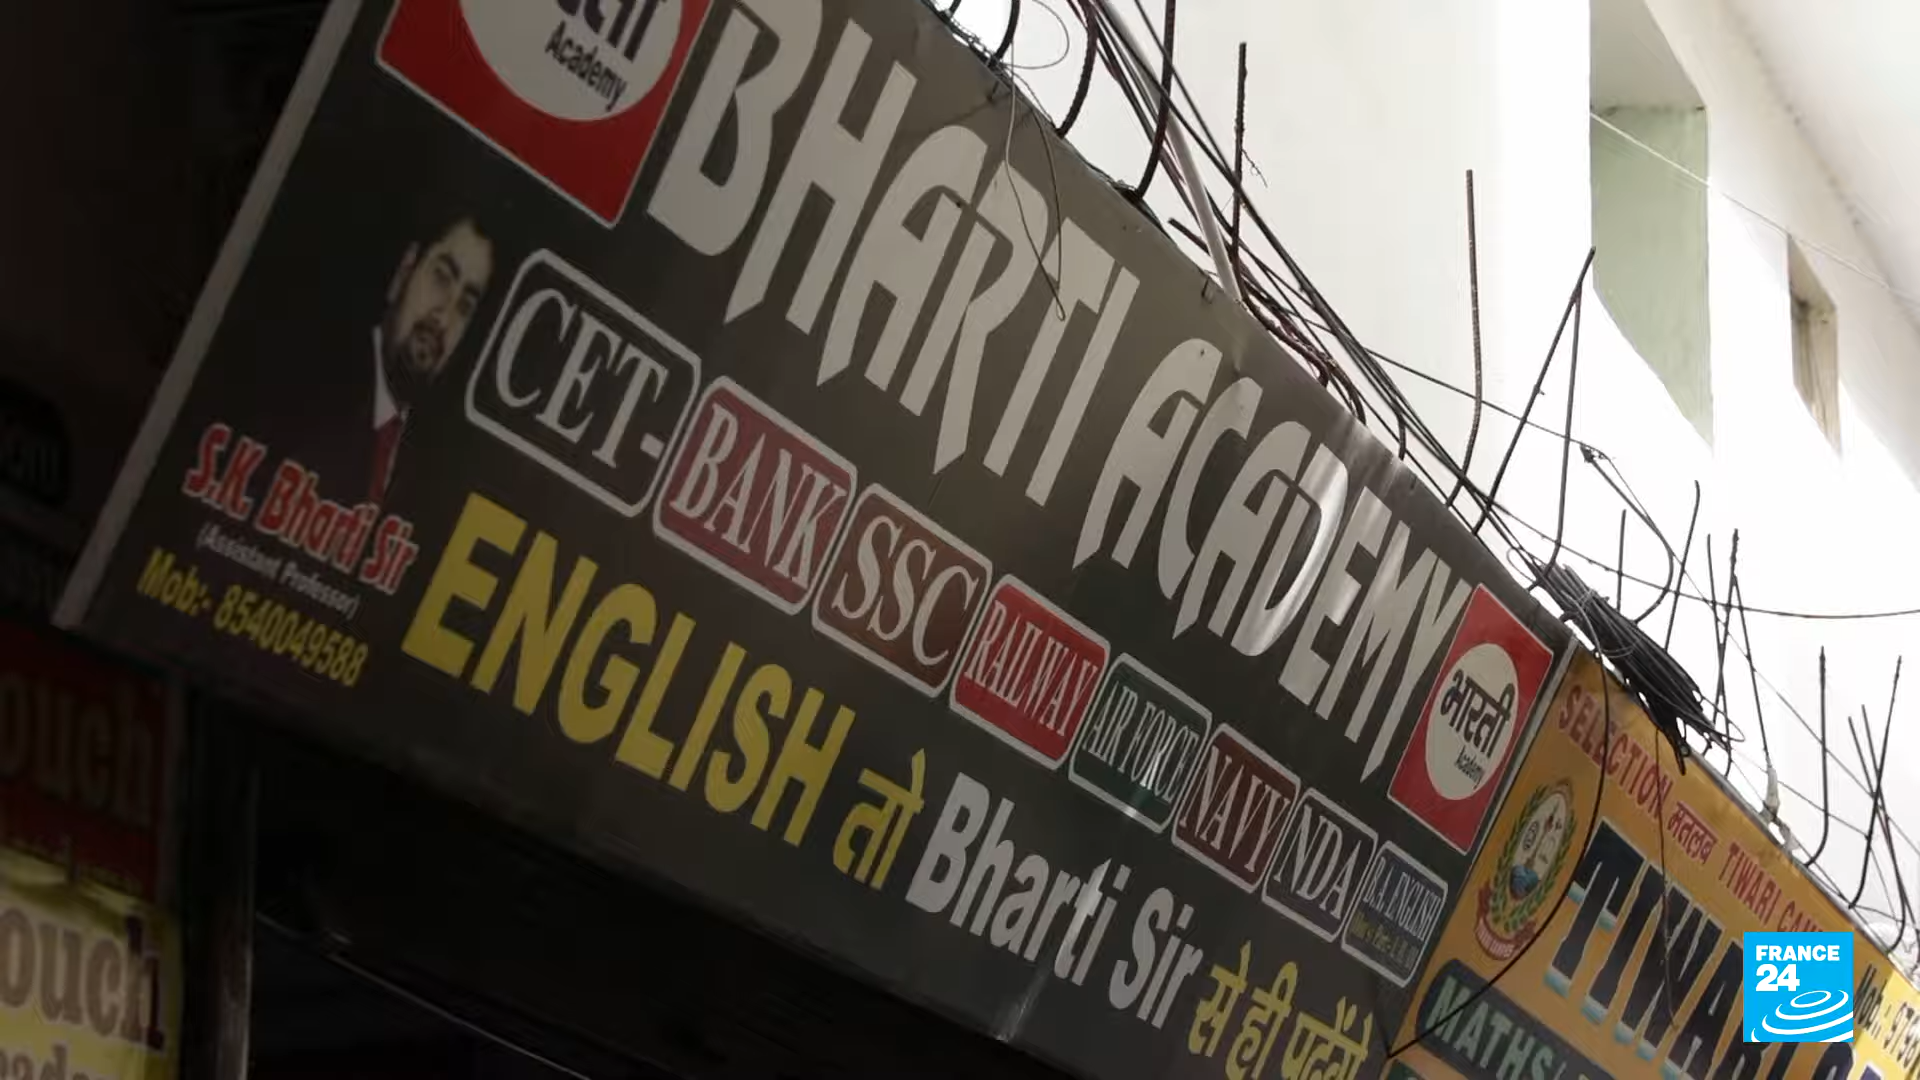 Academy
BHARTI ACADEMY
भारती
Academy
CET-
BANK
SSC
RAILWAY
AIR FORCE
NAVY
NDA
B.A. ENGLISH
S.K. Bharti Sir
(Assistant Professor)
Mob:- 8540049588
ENGLISH तो Bharti Sir से ही पढ़ेंगे
SELECTION मतलब TIWARI
TIWARI
MATHS
ouch
ouch
FRANCE
24